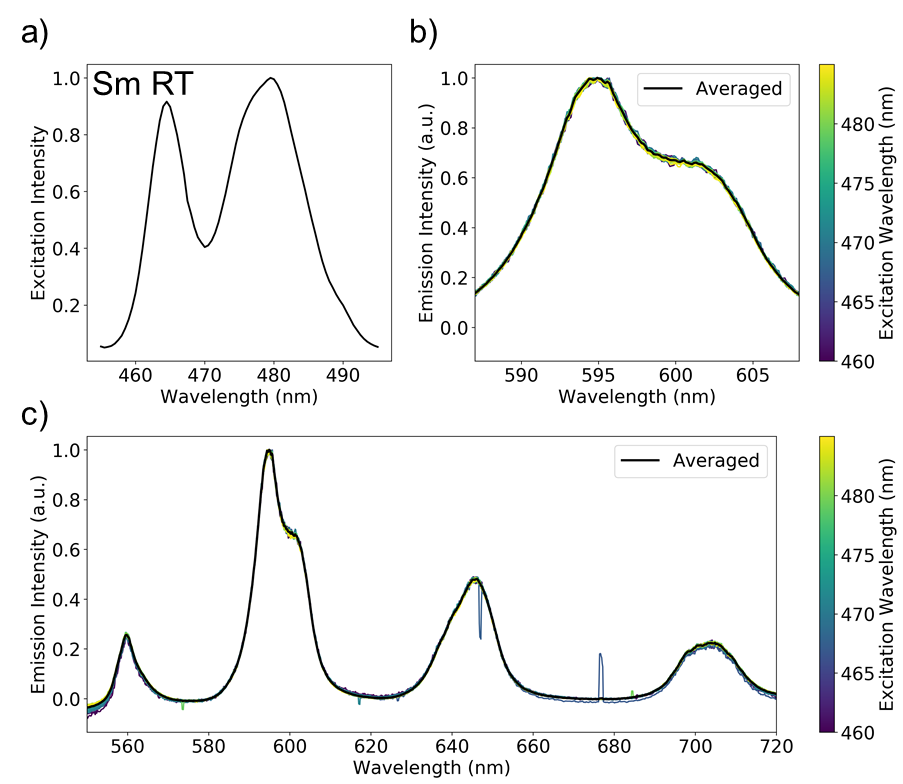 a)
Sm RT
1.0
0.8
0.6
0.4
0.2
Excitation Intensity
460 470 480 490
Wavelength (nm)
b)
Averaged
1.0
0.8
0.6
0.4
0.2
0.0
Emission Intensity (a.u.)
590 595 600 605
Wavelength (nm)
480
475
470
465
460
Excitation Wavelength (nm)
c)
Averaged
1.0
0.8
0.6
0.4
0.2
0.0
Emission Intensity (a.u.)
560 580 600 620 640 660 680 700 720
Wavelength (nm)
480
475
470
465
460
Excitation Wavelength (nm)